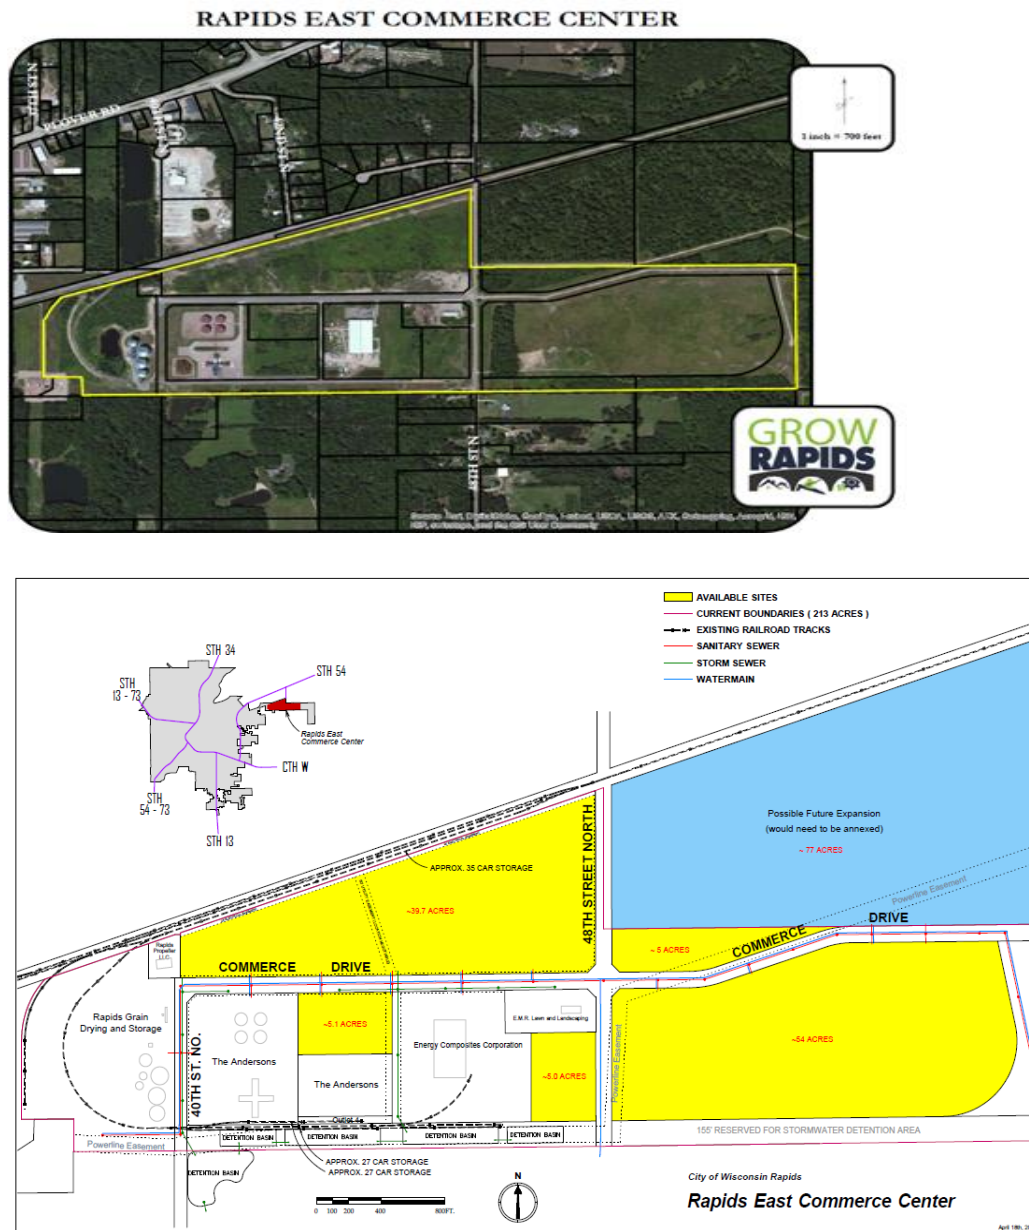 RAPIDS EAST COMMERCE CENTER
PLOVER RD
1 inch = 700 feet
48TH ST N
GROW
RAPIDS
AVAILABLE SITES
CURRENT BOUNDARIES ( 213 ACRES )
EXISTING RAILROAD TRACKS
SANITARY SEWER
STORM SEWER
WATERMAIN
STH 34
STH 54
STH
13 - 73
Rapids East
Commerce Center
CTH W
STH
54 - 73
STH 13
Possible Future Expansion
(would need to be annexed)
~ 77 ACRES
Powerline Easement
APPROX. 35 CAR STORAGE
~39.7 ACRES
48TH STREET NORTH
~ 5 ACRES
COMMERCE DRIVE
Rapids
Propeller
LLC
COMMERCE DRIVE
Rapids Grain
Drying and Storage
40TH ST. NO.
The Andersons
~5.1 ACRES
The Andersons
Outlot 4
Energy Composites Corporation
E.M.R. Lawn and Landscaping
~5.0 ACRES
Powerline Easement
~54 ACRES
155' RESERVED FOR STORMWATER DETENTION AREA
Powerline Easement
DETENTION BASIN
DETENTION BASIN
DETENTION BASIN
DETENTION BASIN
DETENTION BASIN
APPROX. 27 CAR STORAGE
APPROX. 27 CAR STORAGE
0 100 200 400 800FT.
N
City of Wisconsin Rapids
Rapids East Commerce Center